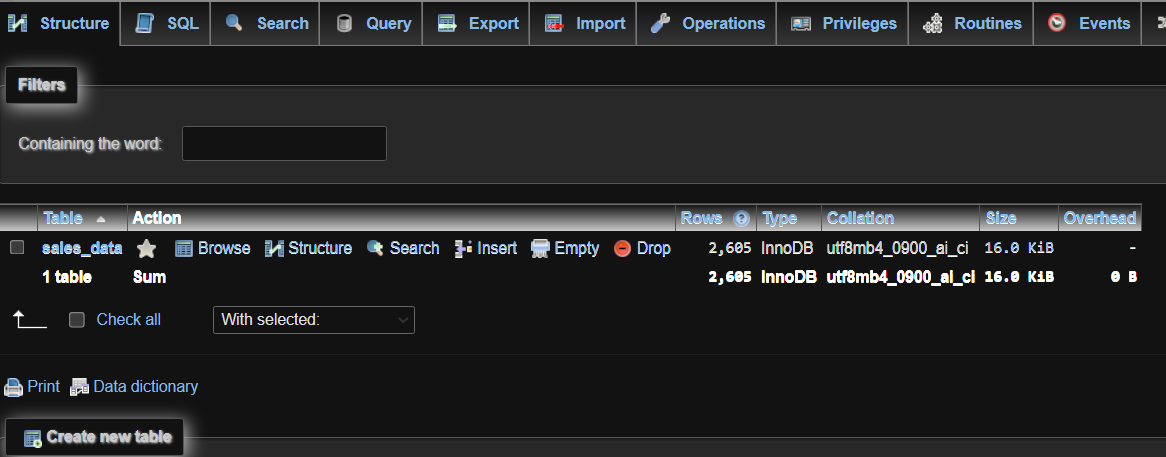 Structure SQL Search Query Export Import Operations Privileges Routines Events
Filters
Containing the word:
Table Action Rows Type Collation Size Overhead
sales_data Browse Structure Search Insert Empty Drop 2,605 InnoDB utf8mb4_0900_ai_ci 16.0 KiB -
1 table Sum 2,605 InnoDB utf8mb4_0900_ai_ci 16.0 KiB 0 B
Check all With selected:
Print Data dictionary
Create new table